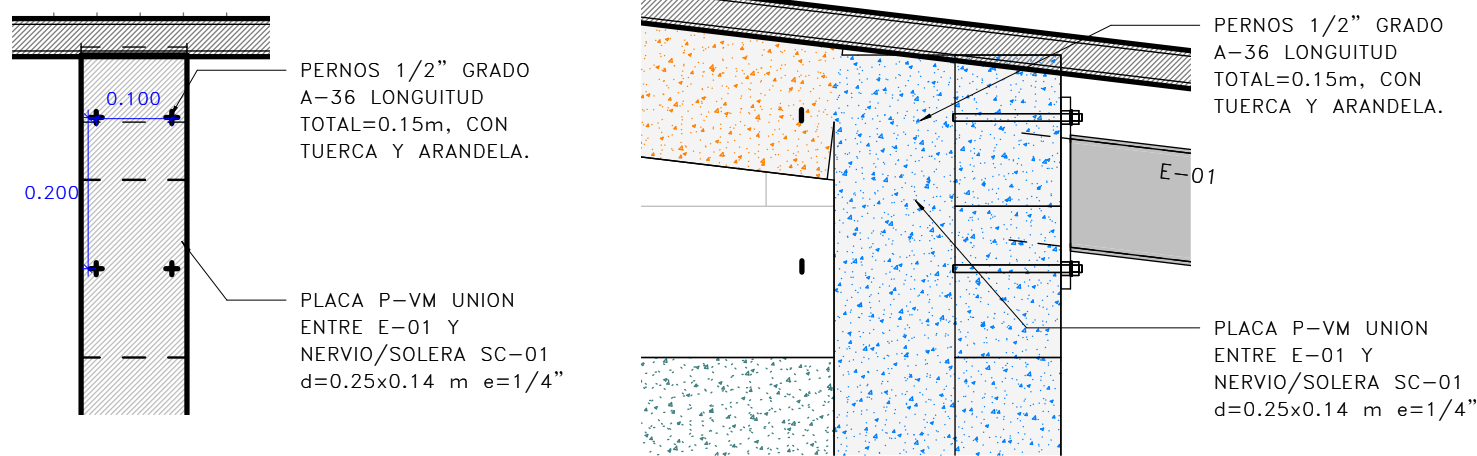 PERNOS 1/2” GRADO
A-36 LONGUITUD
TOTAL=0.15m, CON
TUERCA Y ARANDELA.
0.100
0.200
PLACA P-VM UNION
ENTRE E-01 Y
NERVIO/SOLERA SC-01
d=0.25x0.14 m e=1/4”
PERNOS 1/2” GRADO
A-36 LONGUITUD
TOTAL=0.15m, CON
TUERCA Y ARANDELA.
E-01
PLACA P-VM UNION
ENTRE E-01 Y
NERVIO/SOLERA SC-01
d=0.25x0.14 m e=1/4”